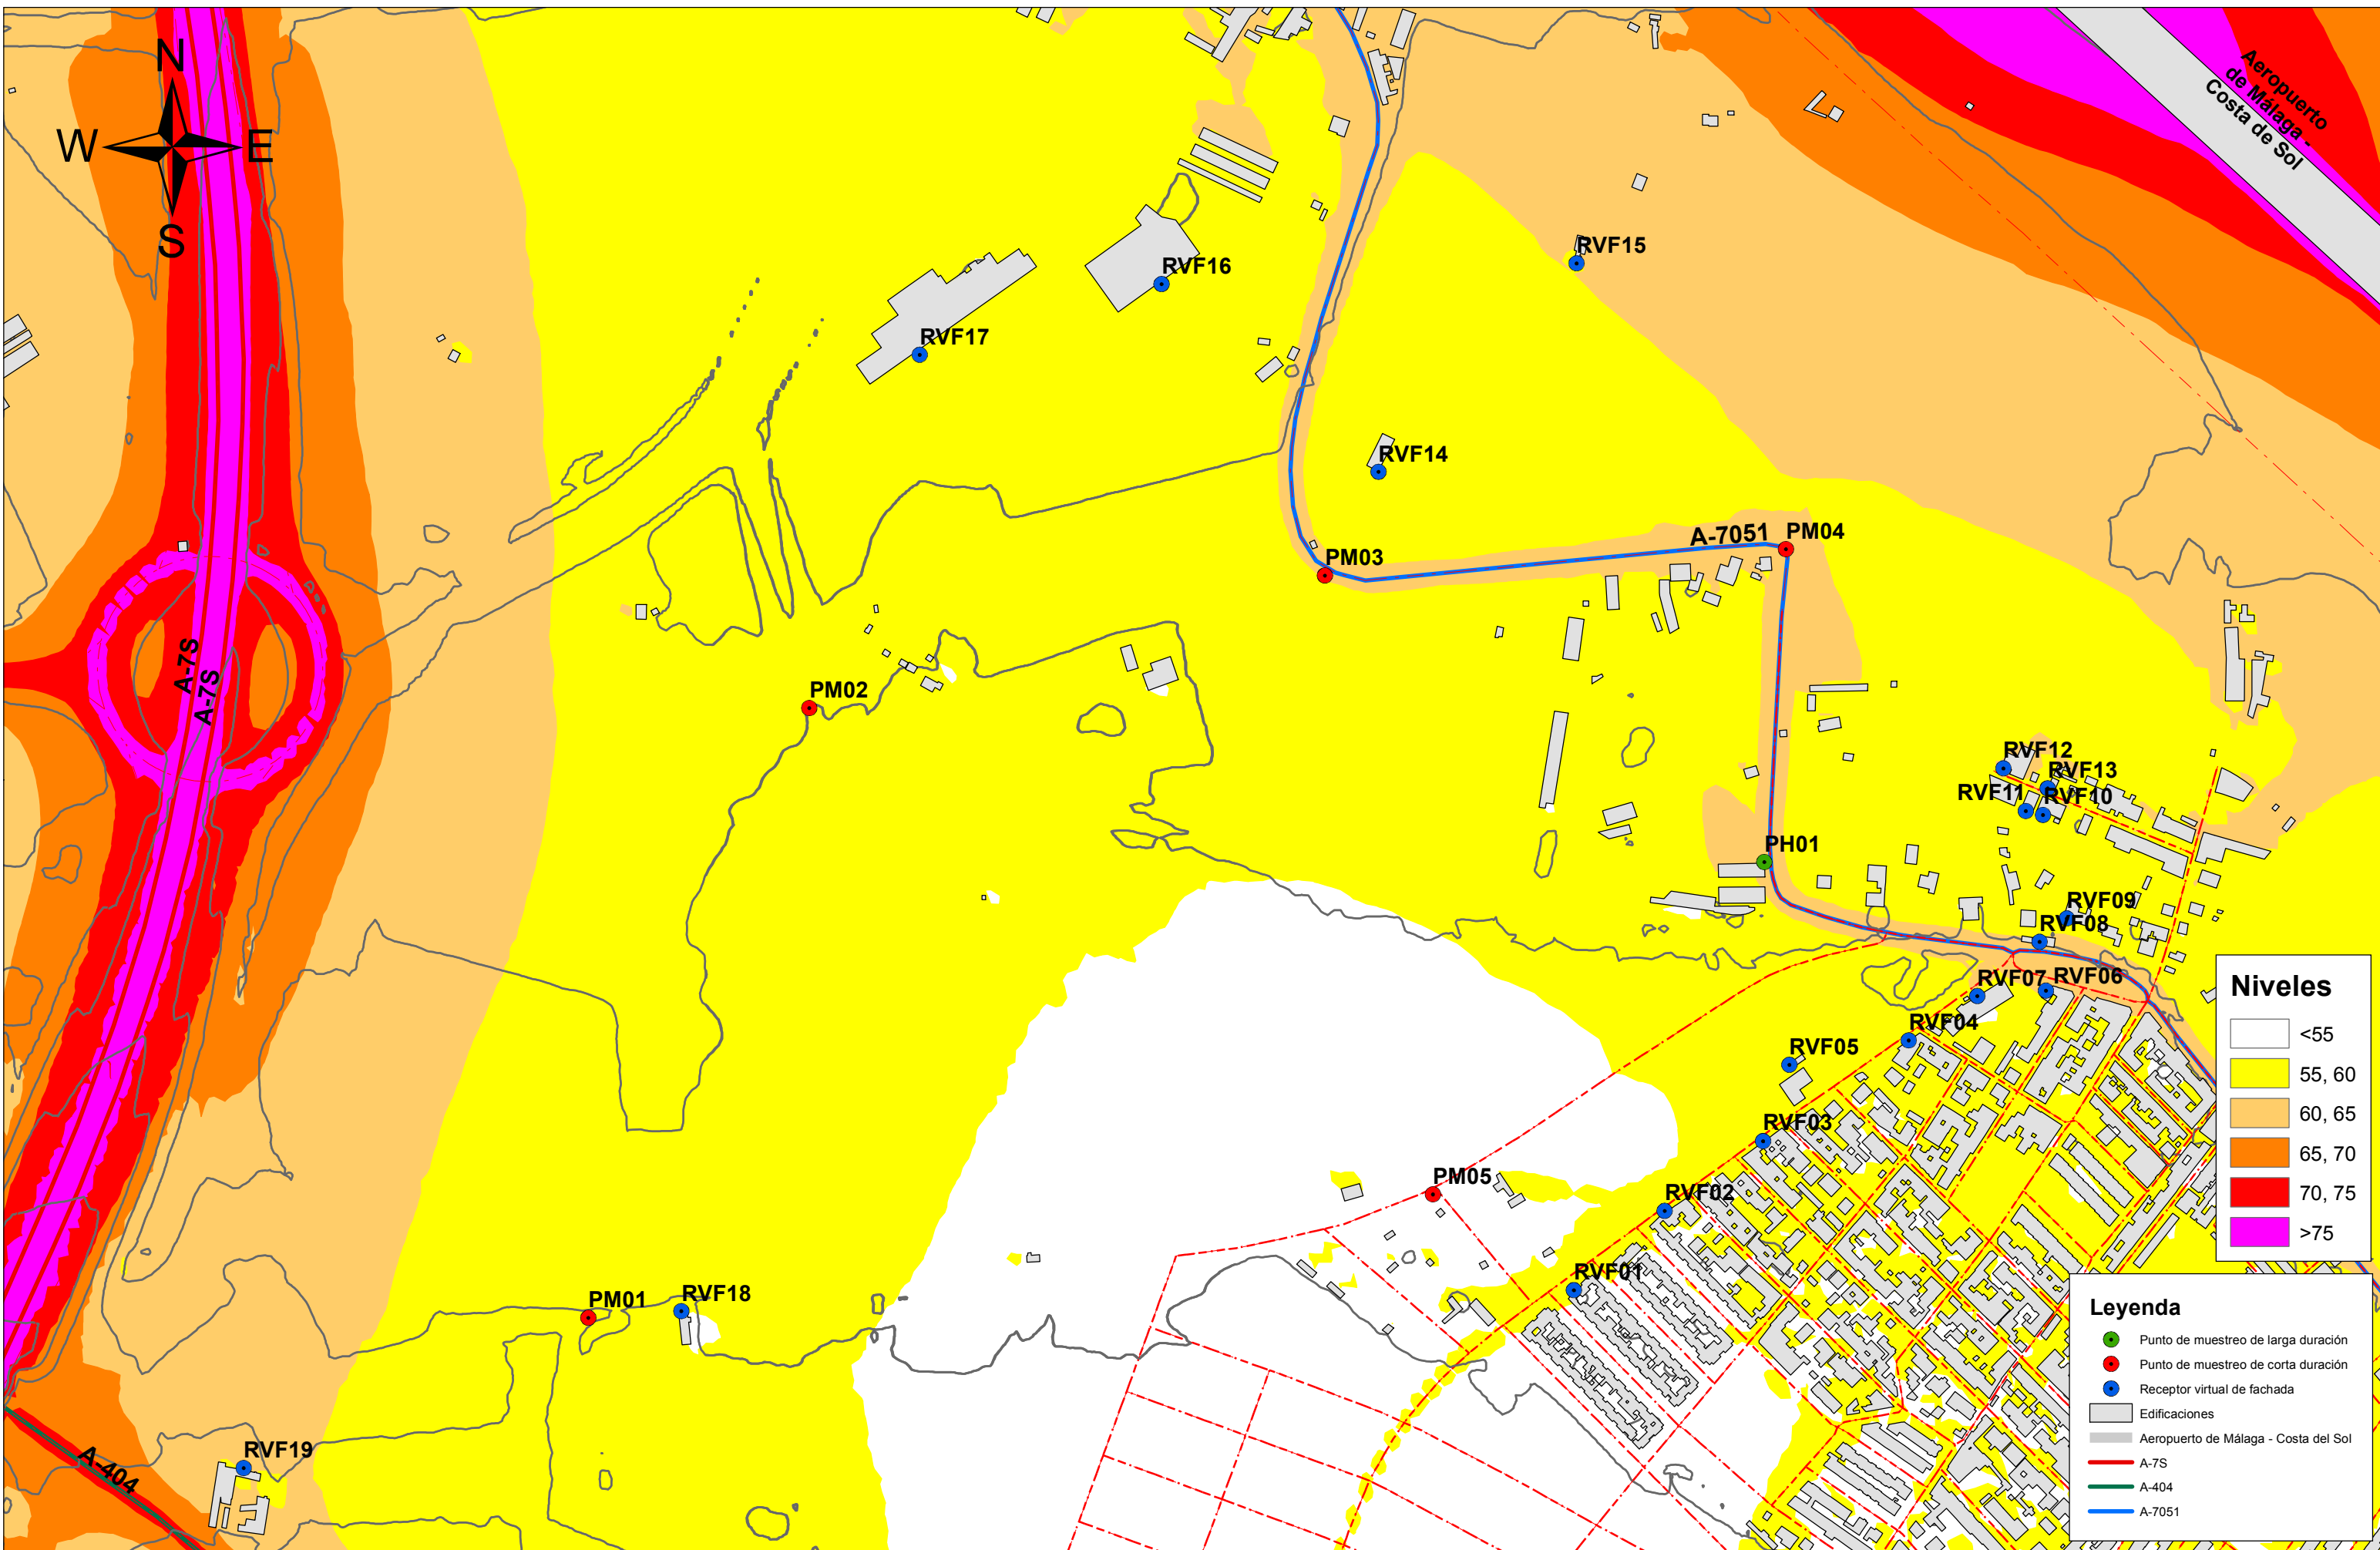 N
W
E
S
Aeropuerto
de Málaga -
Costa de Sol
RVF15
RVF16
RVF17
RVF14
A-7051
PM04
PM03
A-7S
A-7S
PM02
RVF12
RVF13
RVF11
RVF10
PH01
RVF09
RVF08
RVF07
RVF06
RVF04
RVF05
RVF03
PM05
RVF02
RVF01
PM01
RVF18
RVF19
A-404
Niveles
<55
55, 60
60, 65
65, 70
70, 75
>75
Leyenda
Punto de muestreo de larga duración
Punto de muestreo de corta duración
Receptor virtual de fachada
Edificaciones
Aeropuerto de Málaga - Costa del Sol
A-7S
A-404
A-7051